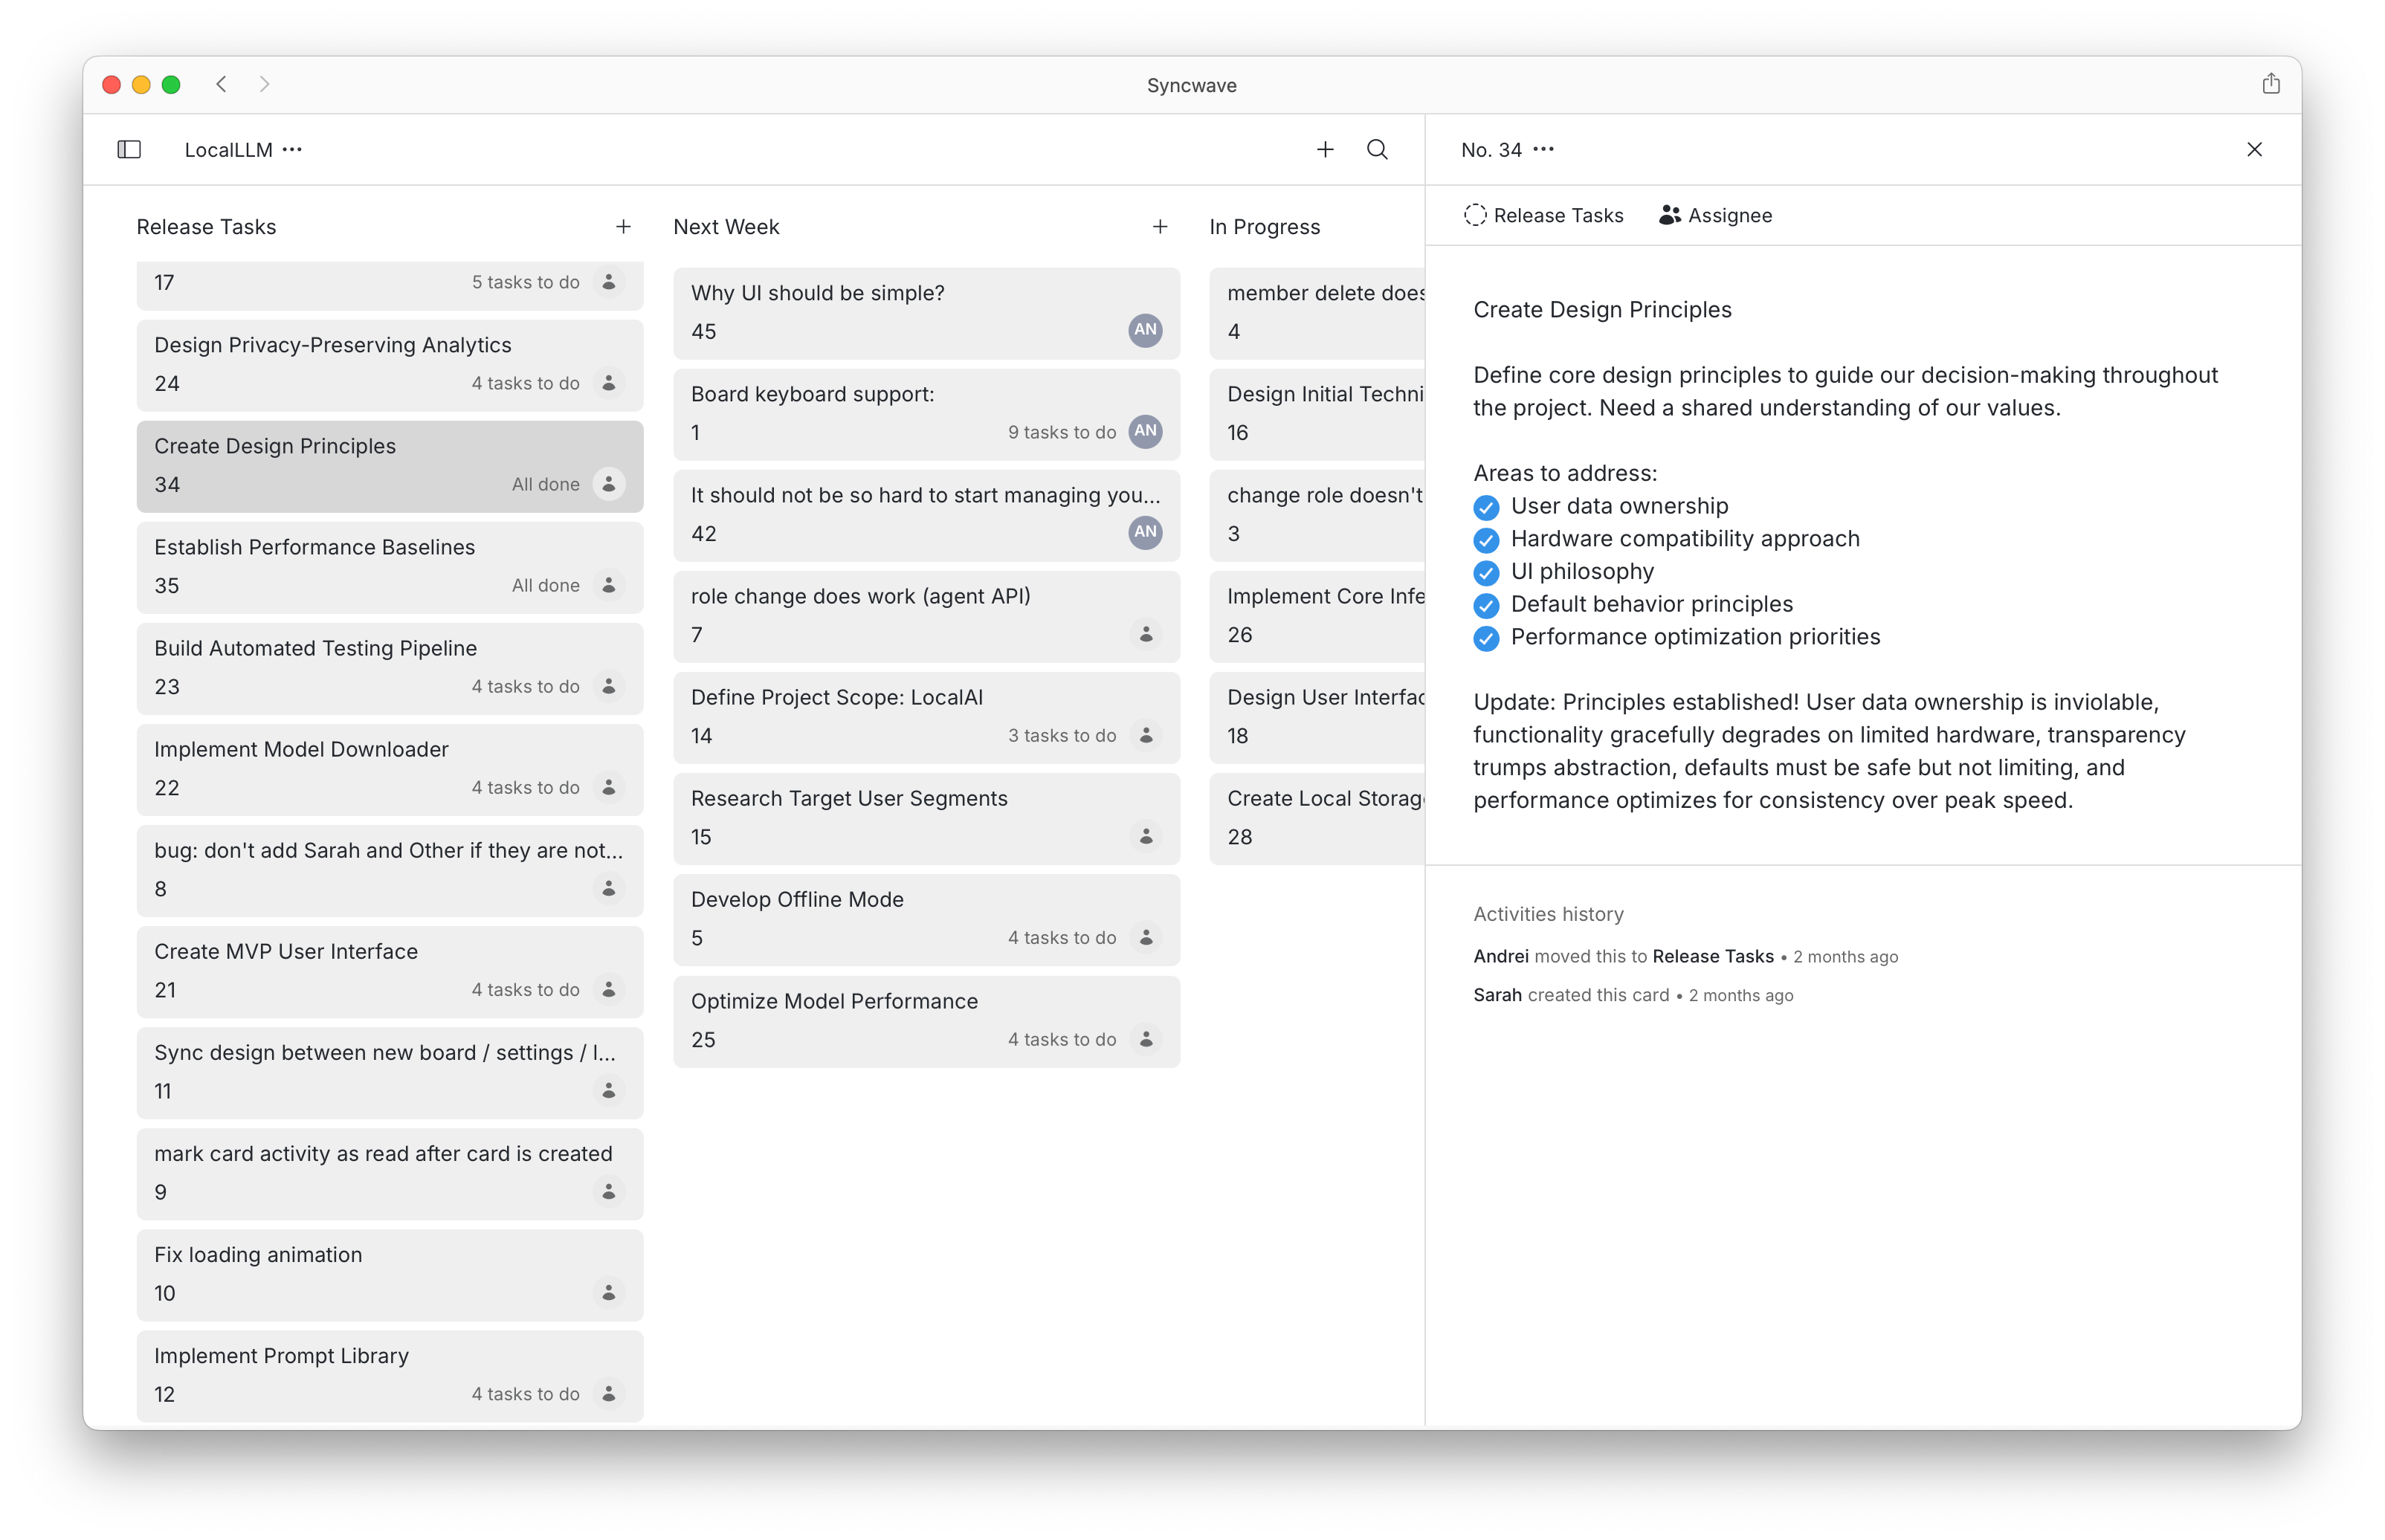 Syncwave
LocalLLM
Release Tasks
17
5 tasks to do
Design Privacy-Preserving Analytics
24
4 tasks to do
Create Design Principles
34
All done
Establish Performance Baselines
35
All done
Build Automated Testing Pipeline
23
4 tasks to do
Implement Model Downloader
22
4 tasks to do
bug: don't add Sarah and Other if they are not...
8
Create MVP User Interface
21
4 tasks to do
Sync design between new board / settings / l...
11
mark card activity as read after card is created
9
Fix loading animation
10
Implement Prompt Library
12
4 tasks to do
Next Week
Why UI should be simple?
45
AN
Board keyboard support:
1
9 tasks to do
AN
It should not be so hard to start managing you...
42
AN
role change does work (agent API)
7
Define Project Scope: LocalAI
14
3 tasks to do
Research Target User Segments
15
Develop Offline Mode
5
4 tasks to do
Optimize Model Performance
25
4 tasks to do
In Progress
member delete does
4
Design Initial Techni
16
change role doesn't
3
Implement Core Infe
26
Design User Interfac
18
Create Local Storag
28
No. 34
Release Tasks
Assignee
Create Design Principles
Define core design principles to guide our decision-making throughout
the project. Need a shared understanding of our values.
Areas to address:
User data ownership
Hardware compatibility approach
UI philosophy
Default behavior principles
Performance optimization priorities
Update: Principles established! User data ownership is inviolable,
functionality gracefully degrades on limited hardware, transparency
trumps abstraction, defaults must be safe but not limiting, and
performance optimizes for consistency over peak speed.
Activities history
Andrei moved this to Release Tasks • 2 months ago
Sarah created this card • 2 months ago